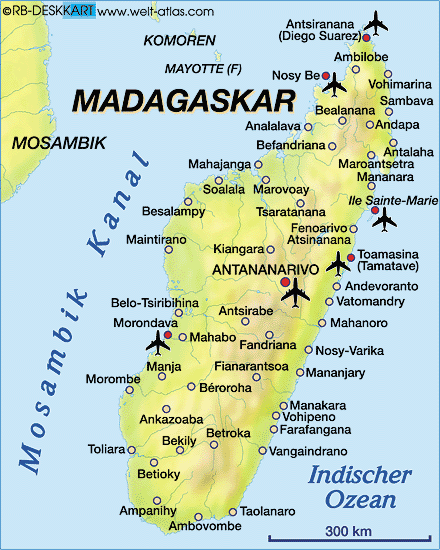 ©RB-DESKKART
www.welt-atlas.com
KOMOREN
MAYOTTE (F)
MADAGASKAR
MOSAMBIK
Antsiranana
(Diego Suarez)
Ambilobe
Nosy Be
Vohimarina
Sambava
Bealanana
Andapa
Analalava
Befandriana
Antalaha
Maroantsetra
Mahajanga
Mananara
Soalala
Marovoay
Ile Sainte-Marie
Besalampy
Tsaratanana
Fenoarivo
Atsinanana
Maintirano
Kiangara
Toamasina
(Tamatave)
ANTANANARIVO
Andevoranto
Vatomandry
Belo-Tsiribihina
Morondava
Antsirabe
Mahanoro
Mahabo
Fandriana
Nosy-Varika
Manja
Fianarantsoa
Mananjary
Morombe
Béroroha
Manakara
Vohipeno
Ankazoaba
Farafangana
Toliara
Bekily
Betroka
Vangaindrano
Betioky
Ampanihy
Taolanaro
Ambovombe
Mosambik Kanal
Indischer
Ozean
300 km